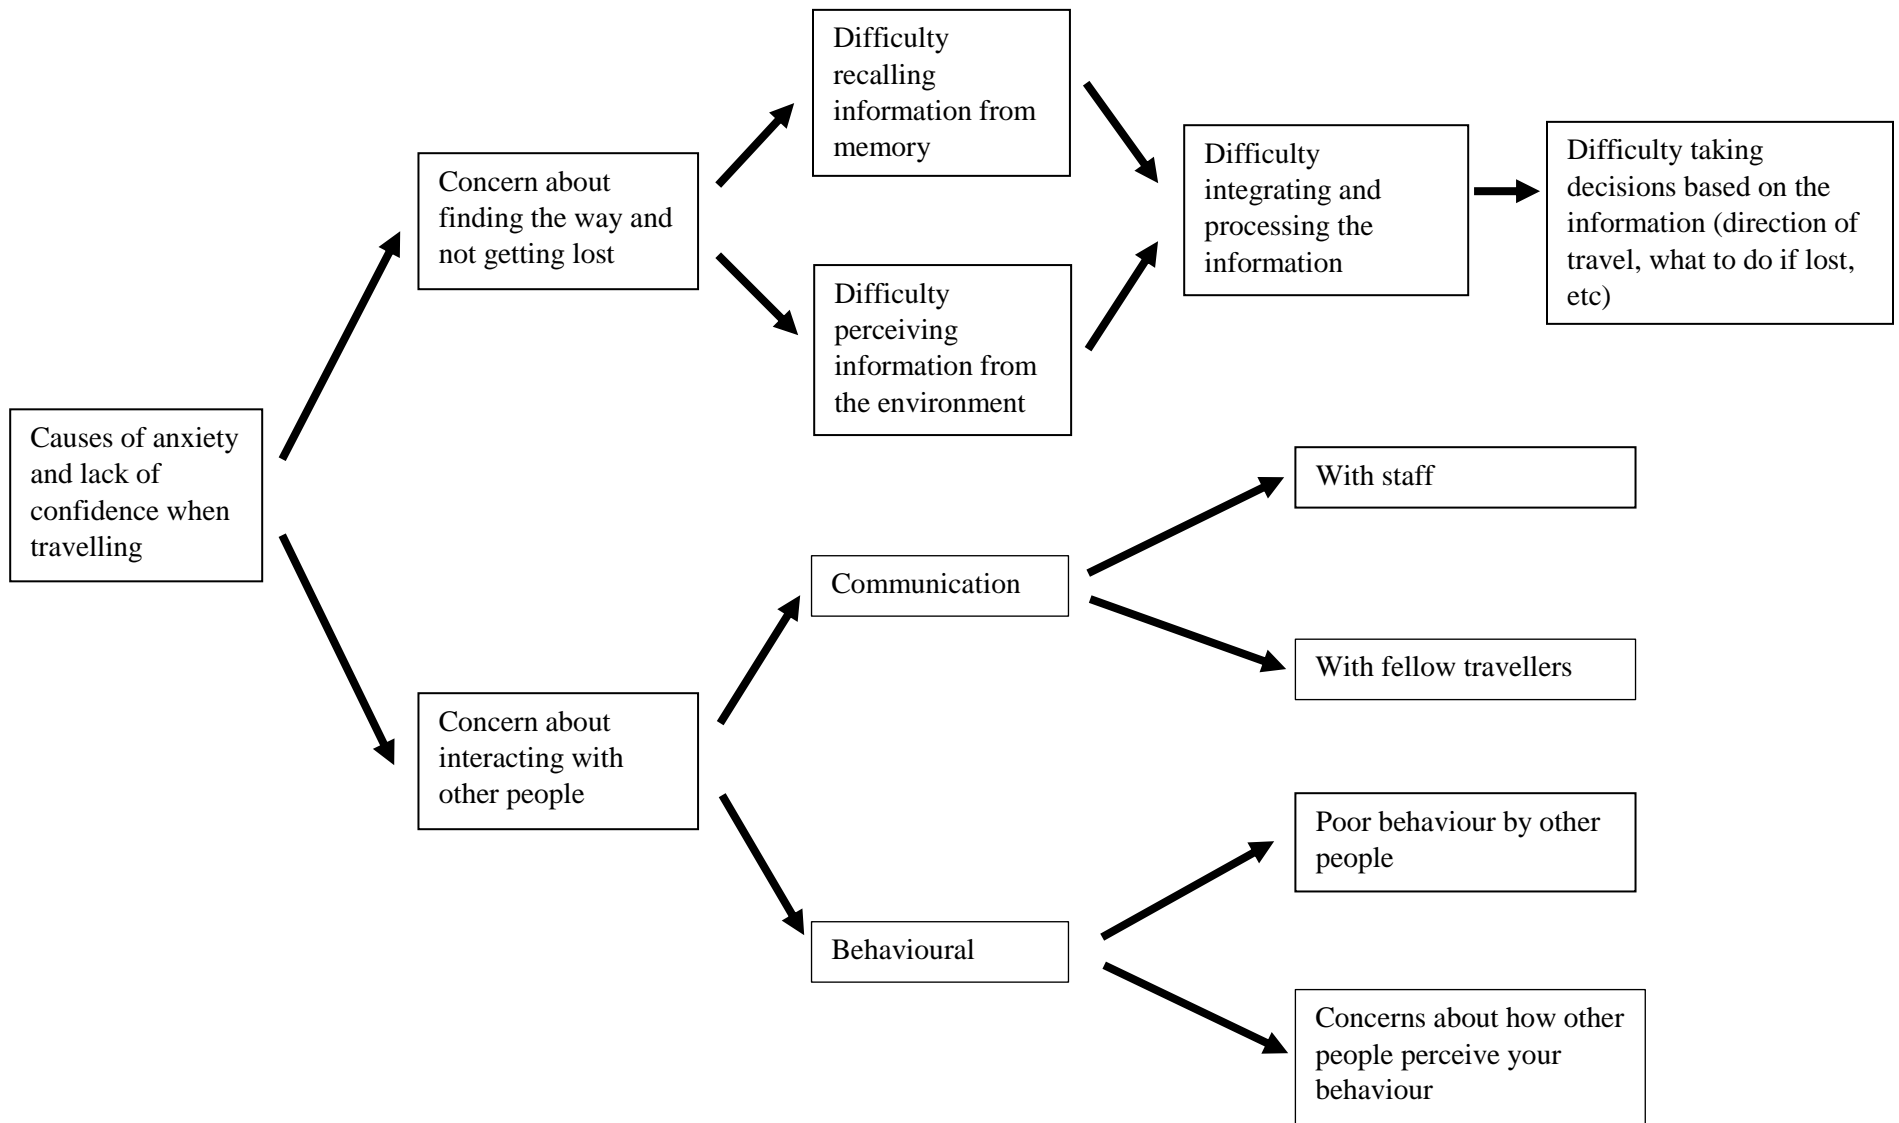 Causes of anxiety
and lack of
confidence when
travelling
Concern about
finding the way and
not getting lost
Difficulty
recalling
information from
memory
Difficulty
perceiving
information from
the environment
Difficulty
integrating and
processing the
information
Difficulty taking
decisions based on the
information (direction of
travel, what to do if lost,
etc)
Concern about
interacting with
other people
Communication
With staff
With fellow travellers
Behavioural
Poor behaviour by other
people
Concerns about how other
people perceive your
behaviour